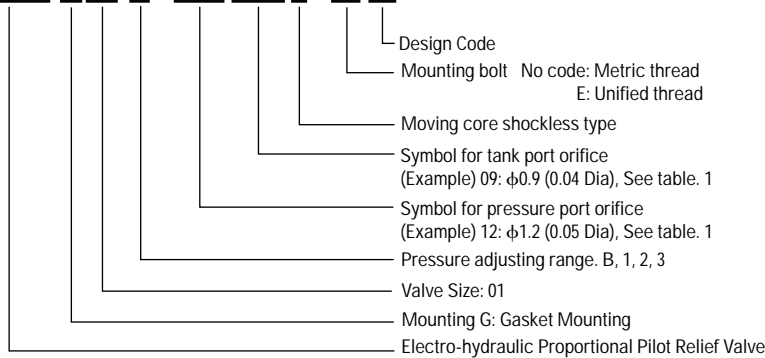 Design Code
Mounting bolt No code: Metric thread
E: Unified thread
Moving core shockless type
Symbol for tank port orifice
(Example) 09: ϕ0.9 (0.04 Dia), See table. 1
Symbol for pressure port orifice
(Example) 12: ϕ1.2 (0.05 Dia), See table. 1
Pressure adjusting range. B, 1, 2, 3
Valve Size: 01
Mounting G: Gasket Mounting
Electro-hydraulic Proportional Pilot Relief Valve